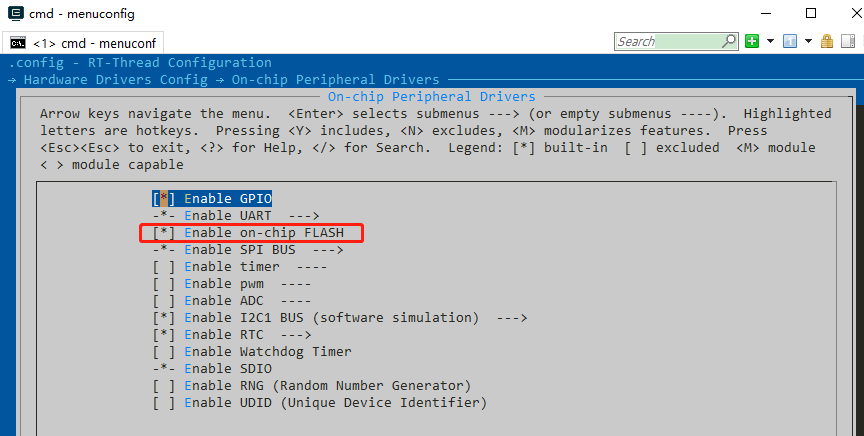 cmd - menuconfig
<1> cmd - menuconf
Search
.config - RT-Thread Configuration
→ Hardware Drivers Config → On-chip Peripheral Drivers
On-chip Peripheral Drivers
Arrow keys navigate the menu.  <Enter> selects submenus ---> (or empty submenus ----).  Highlighted
letters are hotkeys.  Pressing <Y> includes, <N> excludes, <M> modularizes features.  Press
<Esc><Esc> to exit, <?> for Help, </> for Search.  Legend: [*] built-in  [ ] excluded  <M> module
< > module capable
[*] Enable GPIO
-*- Enable UART  --->
[*] Enable on-chip FLASH
-*- Enable SPI BUS  --->
[ ] Enable timer  ----
[ ] Enable pwm  ----
[ ] Enable ADC  ----
[*] Enable I2C1 BUS (software simulation)  --->
[*] Enable RTC  --->
[ ] Enable Watchdog Timer
-*- Enable SDIO
[ ] Enable RNG (Random Number Generator)
[ ] Enable UDID (Unique Device Identifier)